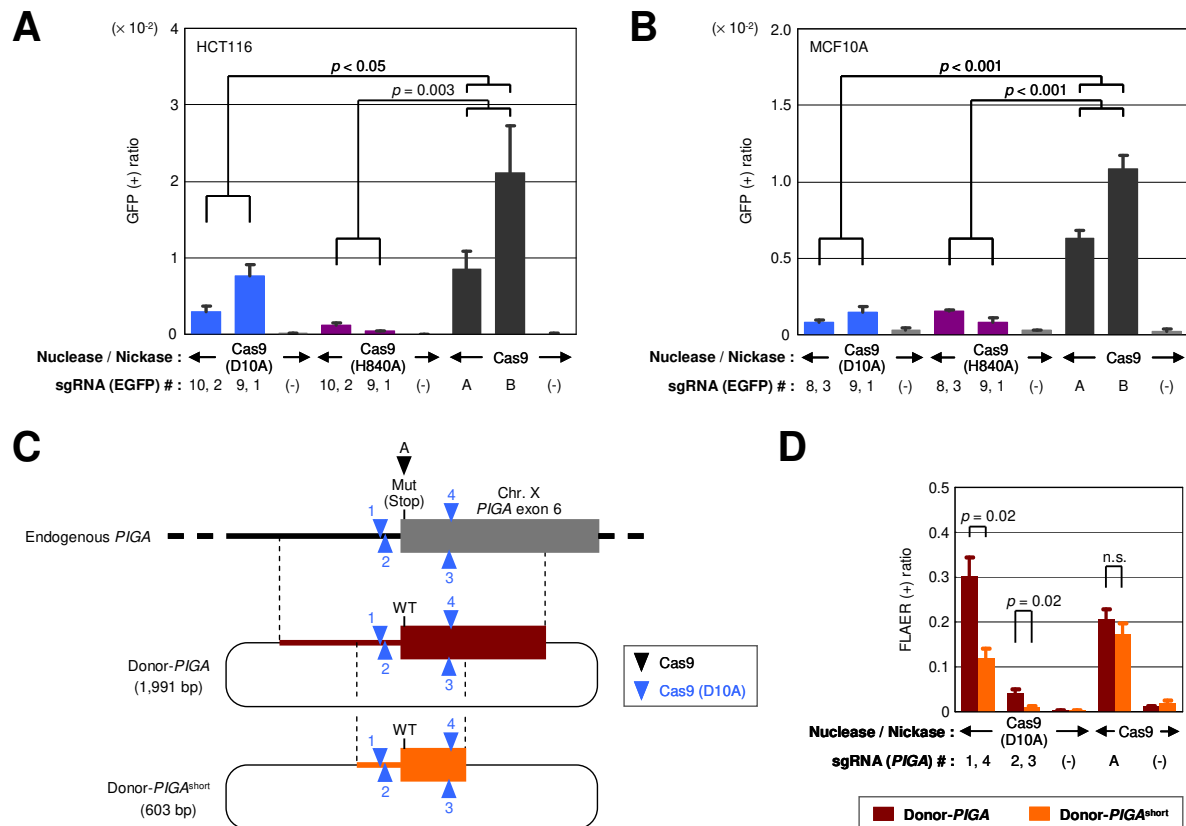 A
(× 10-2)
HCT116
4
3
2
1
0
GFP (+) ratio
p < 0.05
p = 0.003
Nuclease / Nickase :
Cas9
(D10A)
Cas9
(H840A)
Cas9
sgRNA (EGFP) # : 10, 2 9, 1 (-) 10, 2 9, 1 (-) A B (-)
B
(× 10-2)
MCF10A
2.0
1.5
1.0
0.5
0
GFP (+) ratio
p < 0.001
p < 0.001
Nuclease / Nickase :
Cas9
(D10A)
Cas9
(H840A)
Cas9
sgRNA (EGFP) # : 8, 3 9, 1 (-) 8, 3 9, 1 (-) A B (-)
C
A
Mut
(Stop)
Chr. X
PIGA exon 6
1
4
Endogenous PIGA
2
3
WT
1
4
2
3
Donor-PIGA
(1,991 bp)
WT
1
4
2
3
Donor-PIGAshort
(603 bp)
Cas9
Cas9 (D10A)
D
0.5
0.4
0.3
0.2
0.1
0
FLAER (+) ratio
p = 0.02
p = 0.02
n.s.
Nuclease / Nickase :
Cas9
(D10A)
Cas9
sgRNA (PIGA) # : 1, 4 2, 3 (-) A (-)
Donor-PIGA Donor-PIGAshort